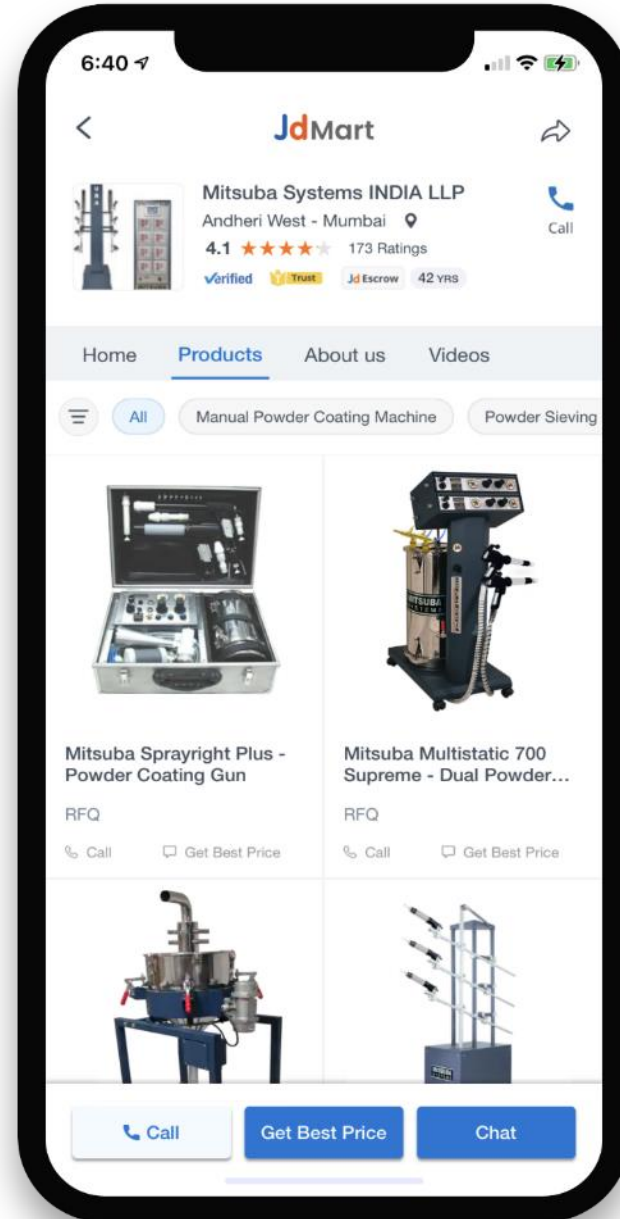 6:40
JdMart
Mitsuba Systems INDIA LLP
Andheri West - Mumbai
4.1 173 Ratings
Verified Trust Jd Escrow 42 YRS
Call
Home Products About us Videos
All Manual Powder Coating Machine Powder Sieving
MITSUBA
SYSTEMS
Mitsuba Sprayright Plus -
Powder Coating Gun
RFQ
Call Get Best Price
Mitsuba Multistatic 700
Supreme - Dual Powder...
RFQ
Call Get Best Price
Call Get Best Price Chat